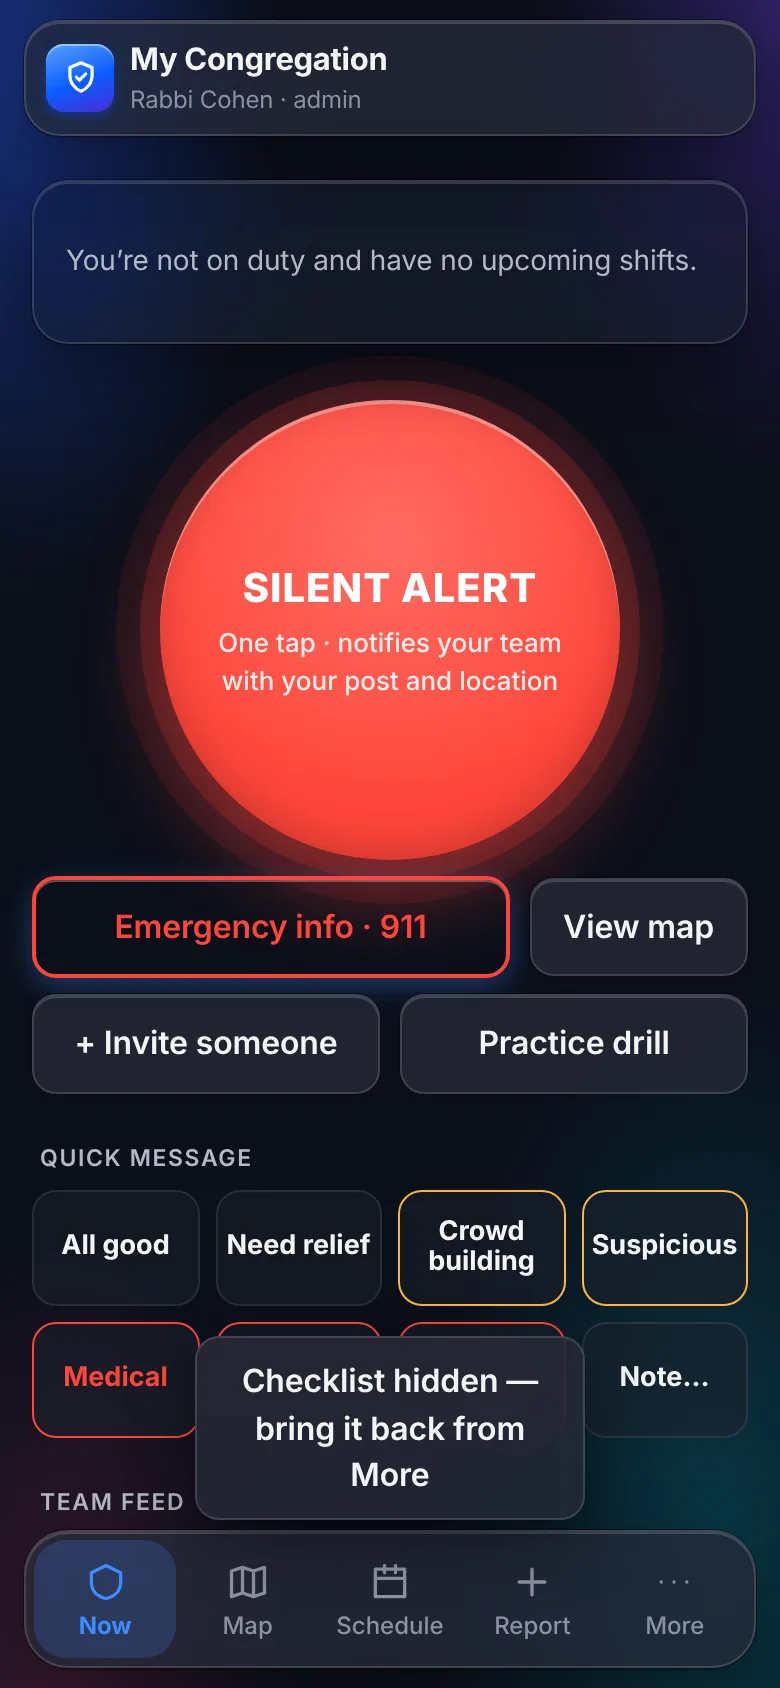 My Congregation
Rabbi Cohen · admin
You’re not on duty and have no upcoming shifts.
SILENT ALERT
One tap · notifies your team
with your post and location
Emergency info · 911
View map
+ Invite someone
Practice drill
QUICK MESSAGE
All good
Need relief
Crowd
building
Suspicious
Medical
Note...
Checklist hidden —
bring it back from
More
TEAM FEED
Now
Map
Schedule
Report
More